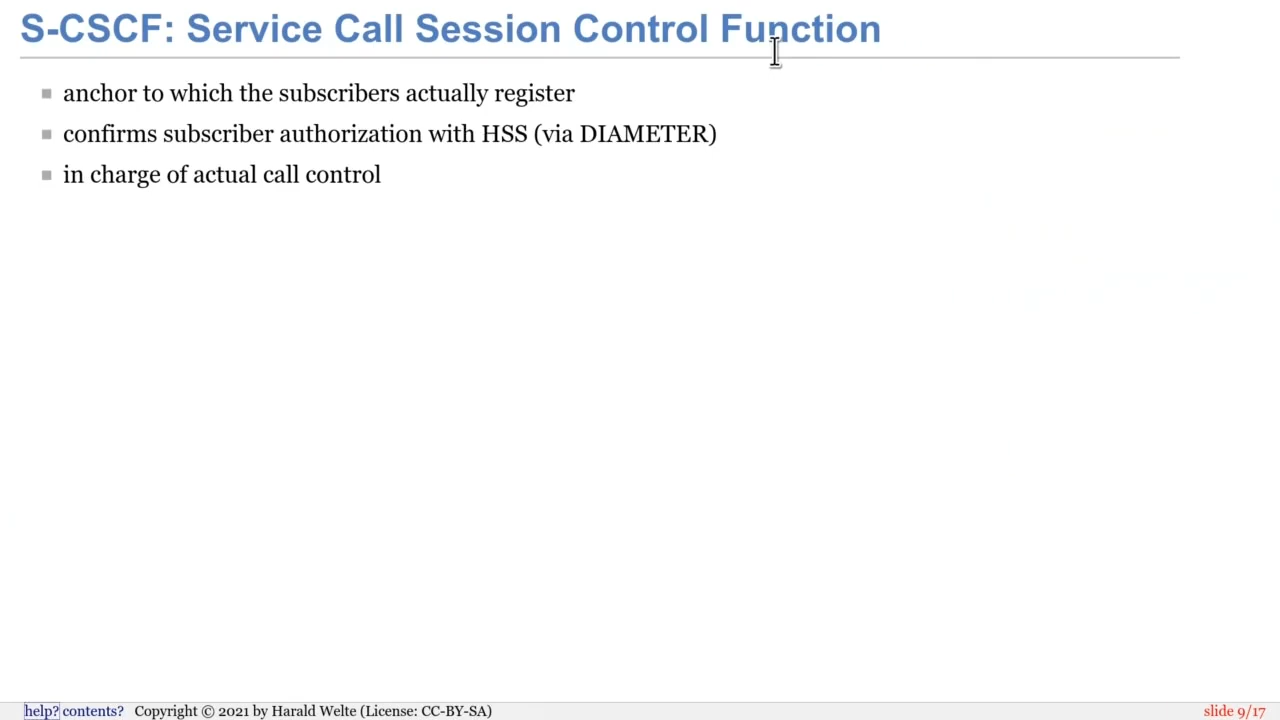 S-CSCF: Service Call Session Control Function
anchor to which the subscribers actually register
confirms subscriber authorization with HSS (via DIAMETER)
in charge of actual call control
help? contents? Copyright © 2021 by Harald Welte (License: CC-BY-SA) slide 9/17